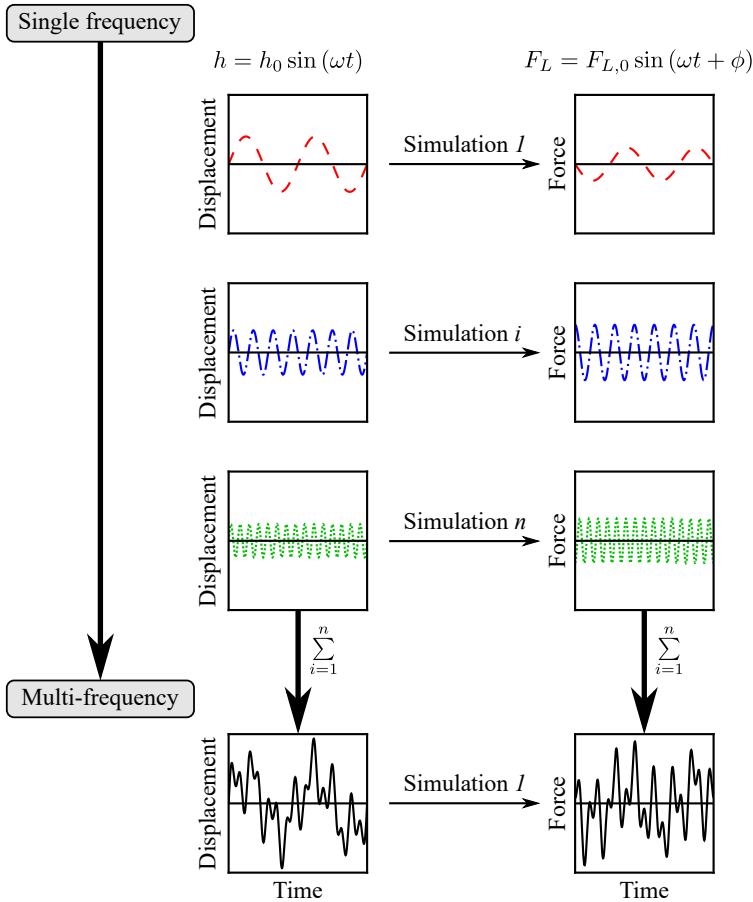 Single frequency
h = h₀ sin (ωt)
F_L = F_{L,0} sin (ωt + ϕ)
Displacement
Simulation 1
Force
Displacement
Simulation i
Force
Displacement
Simulation n
Force
n
∑
i=1
n
∑
i=1
Multi-frequency
Displacement
Simulation 1
Force
Time
Time